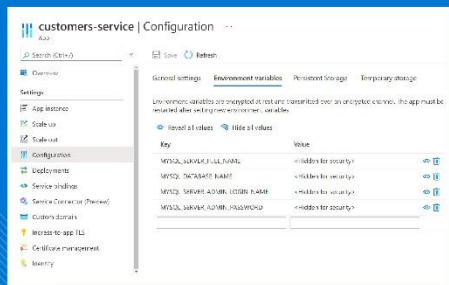 customers-service | Configuration ...
App
Search (Ctrl+/)
Save Refresh
Overview
General settings Environment variables Persistent Storage Temporary storage
Settings
Environment variables are encrypted at rest and transmitted over an encrypted channel. The app must be
restarted after setting new environment variables
App Instance
Scale up
Reveal all values Hide all values
Scale out
Key Value
Configuration
MYSQL_SERVER_FULL_NAME <Hidden for security>
Deployments
MYSQL_DATABASE_NAME <Hidden for security>
Service bindings
MYSQL_SERVER_ADMIN_LOGIN_NAME <Hidden for security>
Service Connector (Preview)
MYSQL_SERVER_ADMIN_PASSWORD <Hidden for security>
Custom domain
Ingress-to-app TLS
Certificate management
Identity